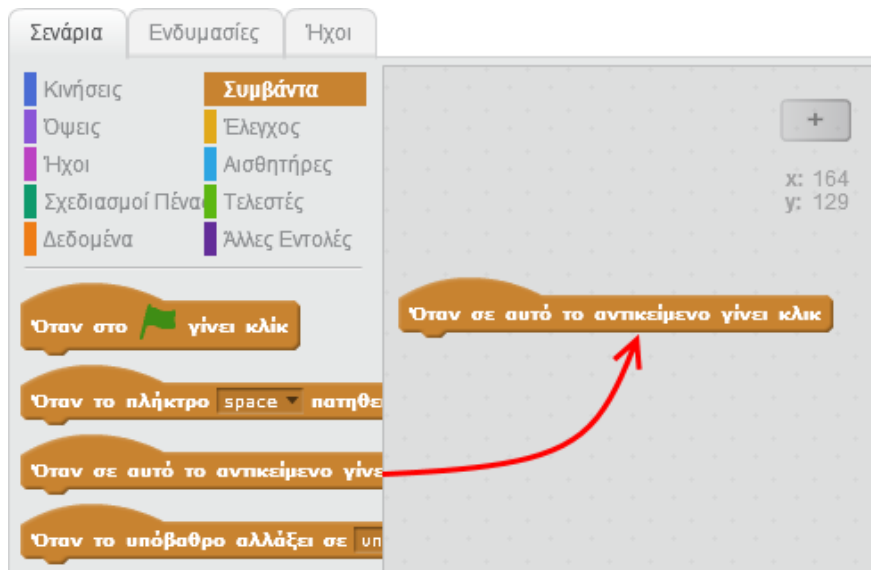 Σενάρια Ενδυμασίες Ήχοι
Κινήσεις Συμβάντα
Όψεις Έλεγχος
Ήχοι Αισθητήρες
Σχεδιασμοί Πένας Τελεστές
Δεδομένα Άλλες Εντολές
+
x: 164
y: 129
Όταν στο γίνει κλίκ
Όταν σε αυτό το αντικείμενο γίνει κλικ
Όταν το πλήκτρο space πατηθε
Όταν σε αυτό το αντικείμενο γίνε
Όταν το υπόβαθρο αλλάξει σε